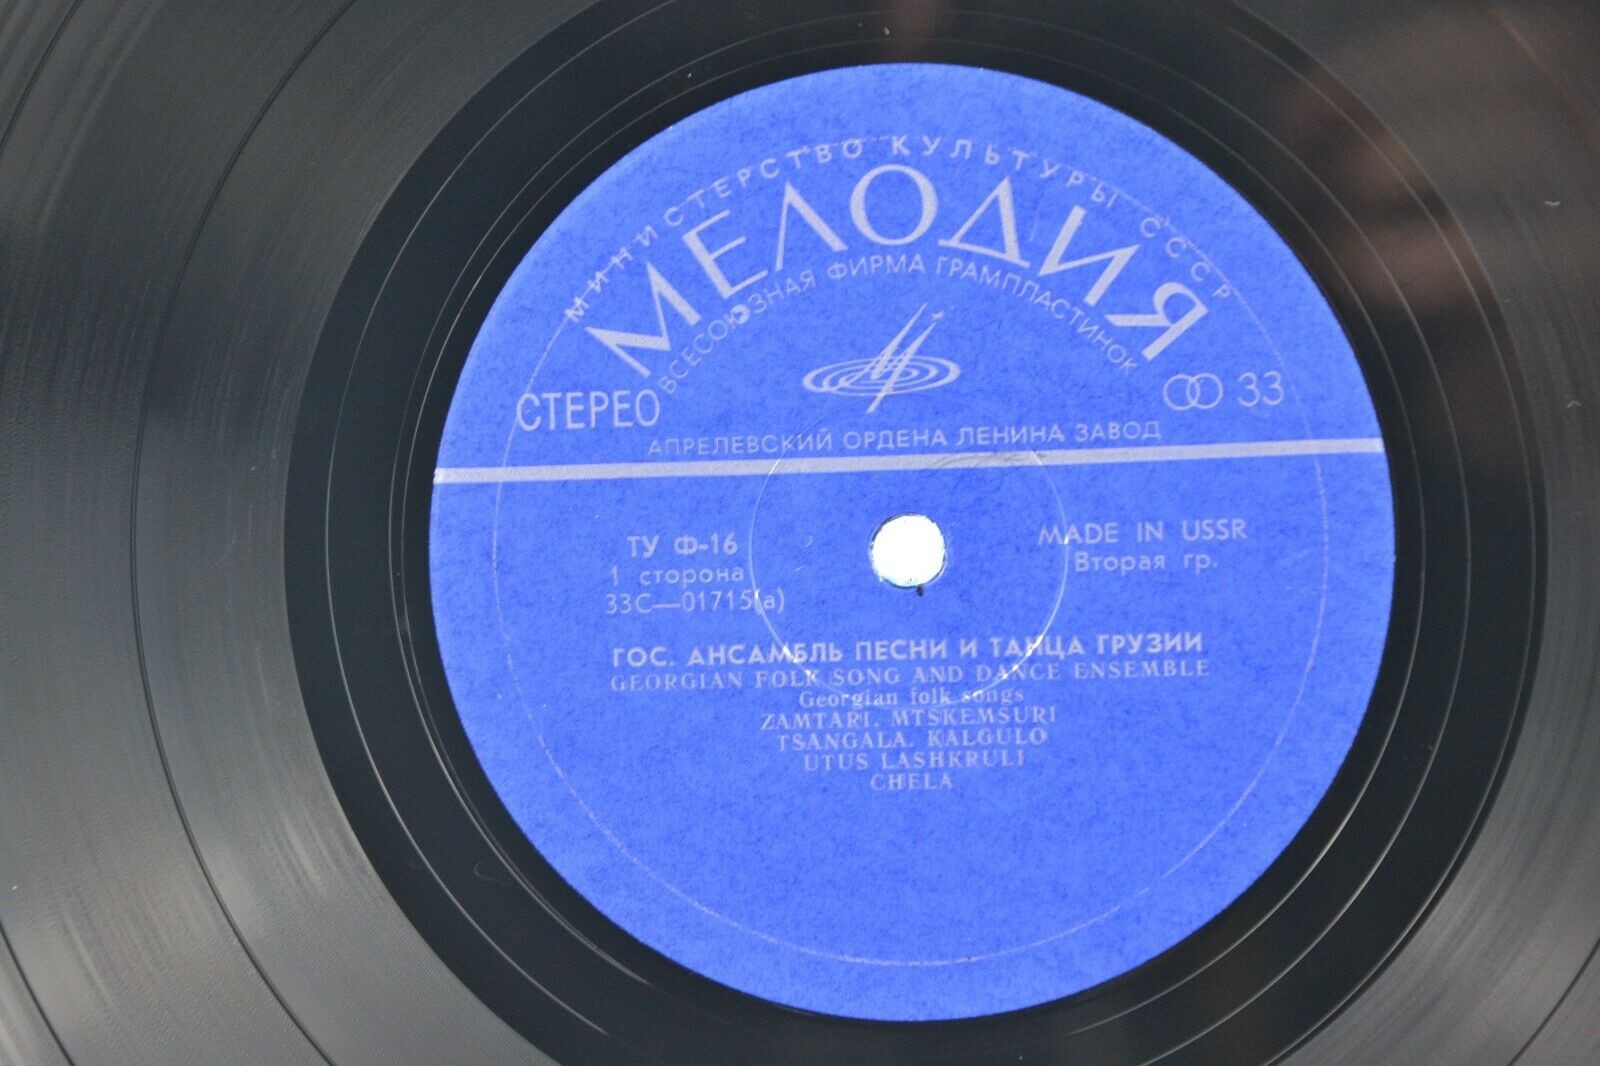 МИНИСТЕРСТВО КУЛЬТУРЫ СССР
МЕЛОДИЯ
ВСЕСОЮЗНАЯ ФИРМА ГРАМПЛАСТИНОК
СТЕРЕО
33
АПРЕЛЕВСКИЙ ОРДЕНА ЛЕНИНА ЗАВОД
ТУ Ф-16
1 сторона
33С—01715(а)
MADE IN USSR
Вторая гр.
ГОС. АНСАМБЛЬ ПЕСНИ И ТАНЦА ГРУЗИИ
GEORGIAN FOLK SONG AND DANCE ENSEMBLE
Georgian folk songs
ZAMTARI. MTSKEMSURI
TSANGALA. KALGULO
UTUS LASHKRULI
CHELA